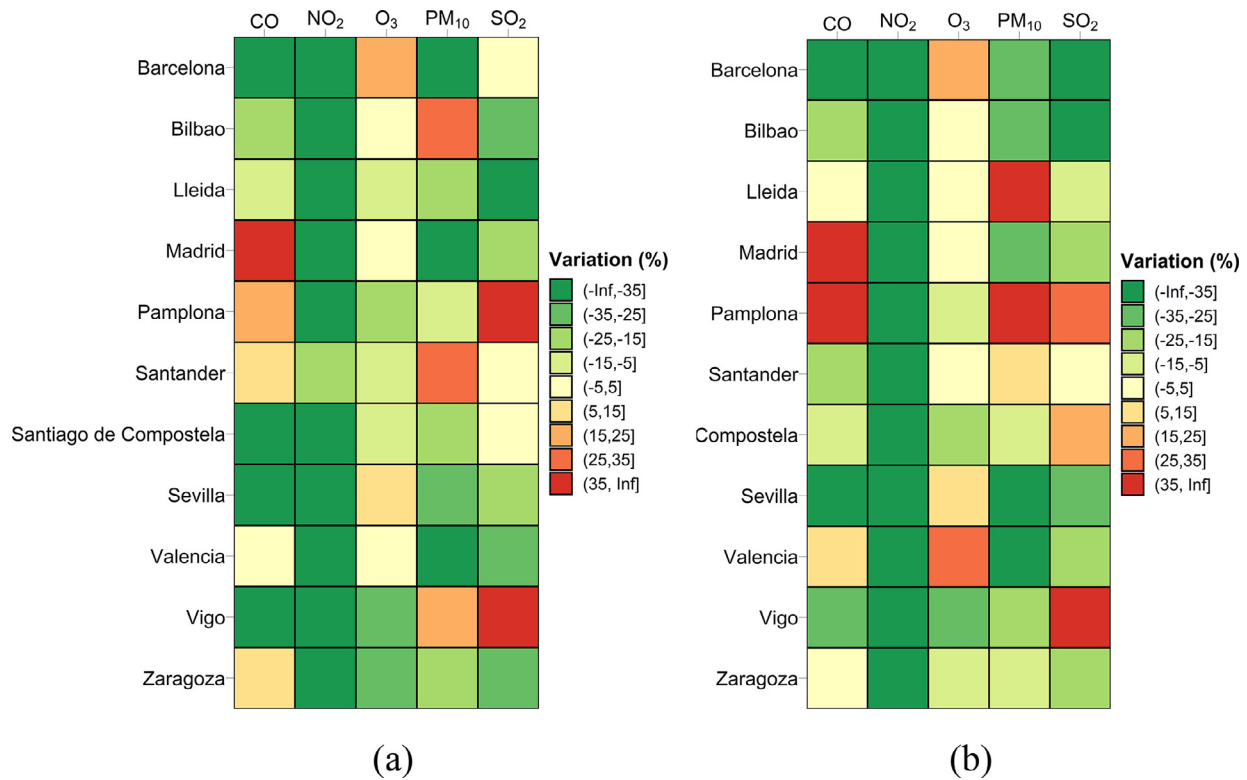 CO NO₂ O₃ PM₁₀ SO₂
Barcelona
Bilbao
Lleida
Madrid
Pamplona
Santander
Santiago de Compostela
Sevilla
Valencia
Vigo
Zaragoza
Variation (%)
(-Inf,-35]
(-35,-25]
(-25,-15]
(-15,-5]
(-5,5]
(5,15]
(15,25]
(25,35]
(35, Inf]
(a)
CO NO₂ O₃ PM₁₀ SO₂
Barcelona
Bilbao
Lleida
Madrid
Pamplona
Santander
Compostela
Sevilla
Valencia
Vigo
Zaragoza
Variation (%)
(-Inf,-35]
(-35,-25]
(-25,-15]
(-15,-5]
(-5,5]
(5,15]
(15,25]
(25,35]
(35, Inf]
(b)